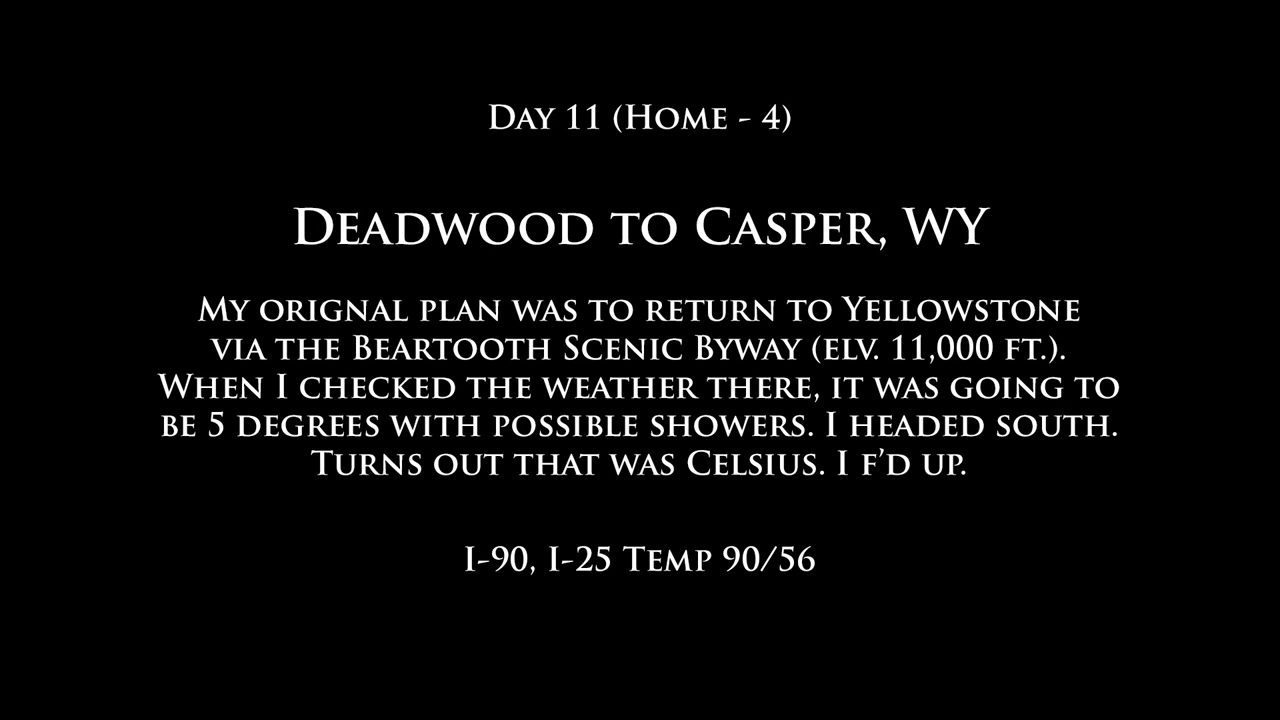 Day 11 (Home - 4)
Deadwood to Casper, WY
My orignal plan was to return to Yellowstone
via the Beartooth Scenic Byway (elv. 11,000 ft.).
When I checked the weather there, it was going to
be 5 degrees with possible showers. I headed south.
Turns out that was Celsius. I f’d up.
I-90, I-25 Temp 90/56